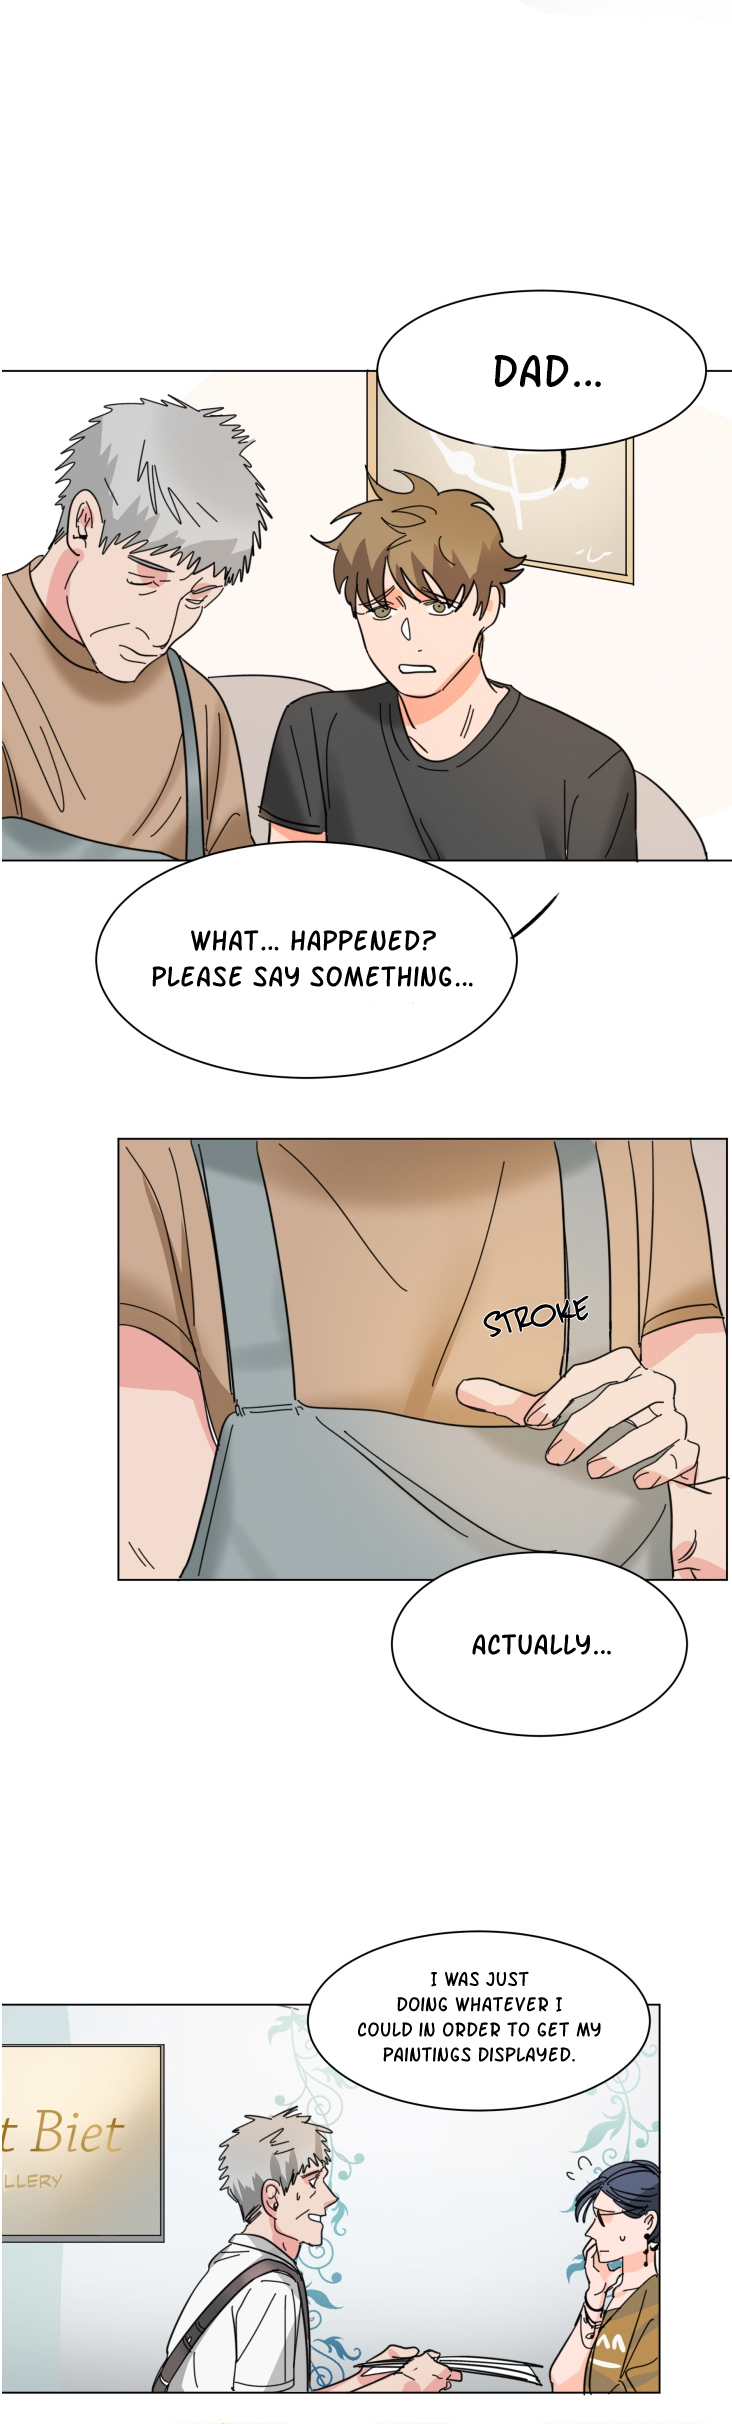 DAD...
WHAT... HAPPENED?
PLEASE SAY SOMETHING...
STROKE
ACTUALLY...
I WAS JUST
DOING WHATEVER I
COULD IN ORDER TO GET MY
PAINTINGS DISPLAYED.
t Biet
LLERY